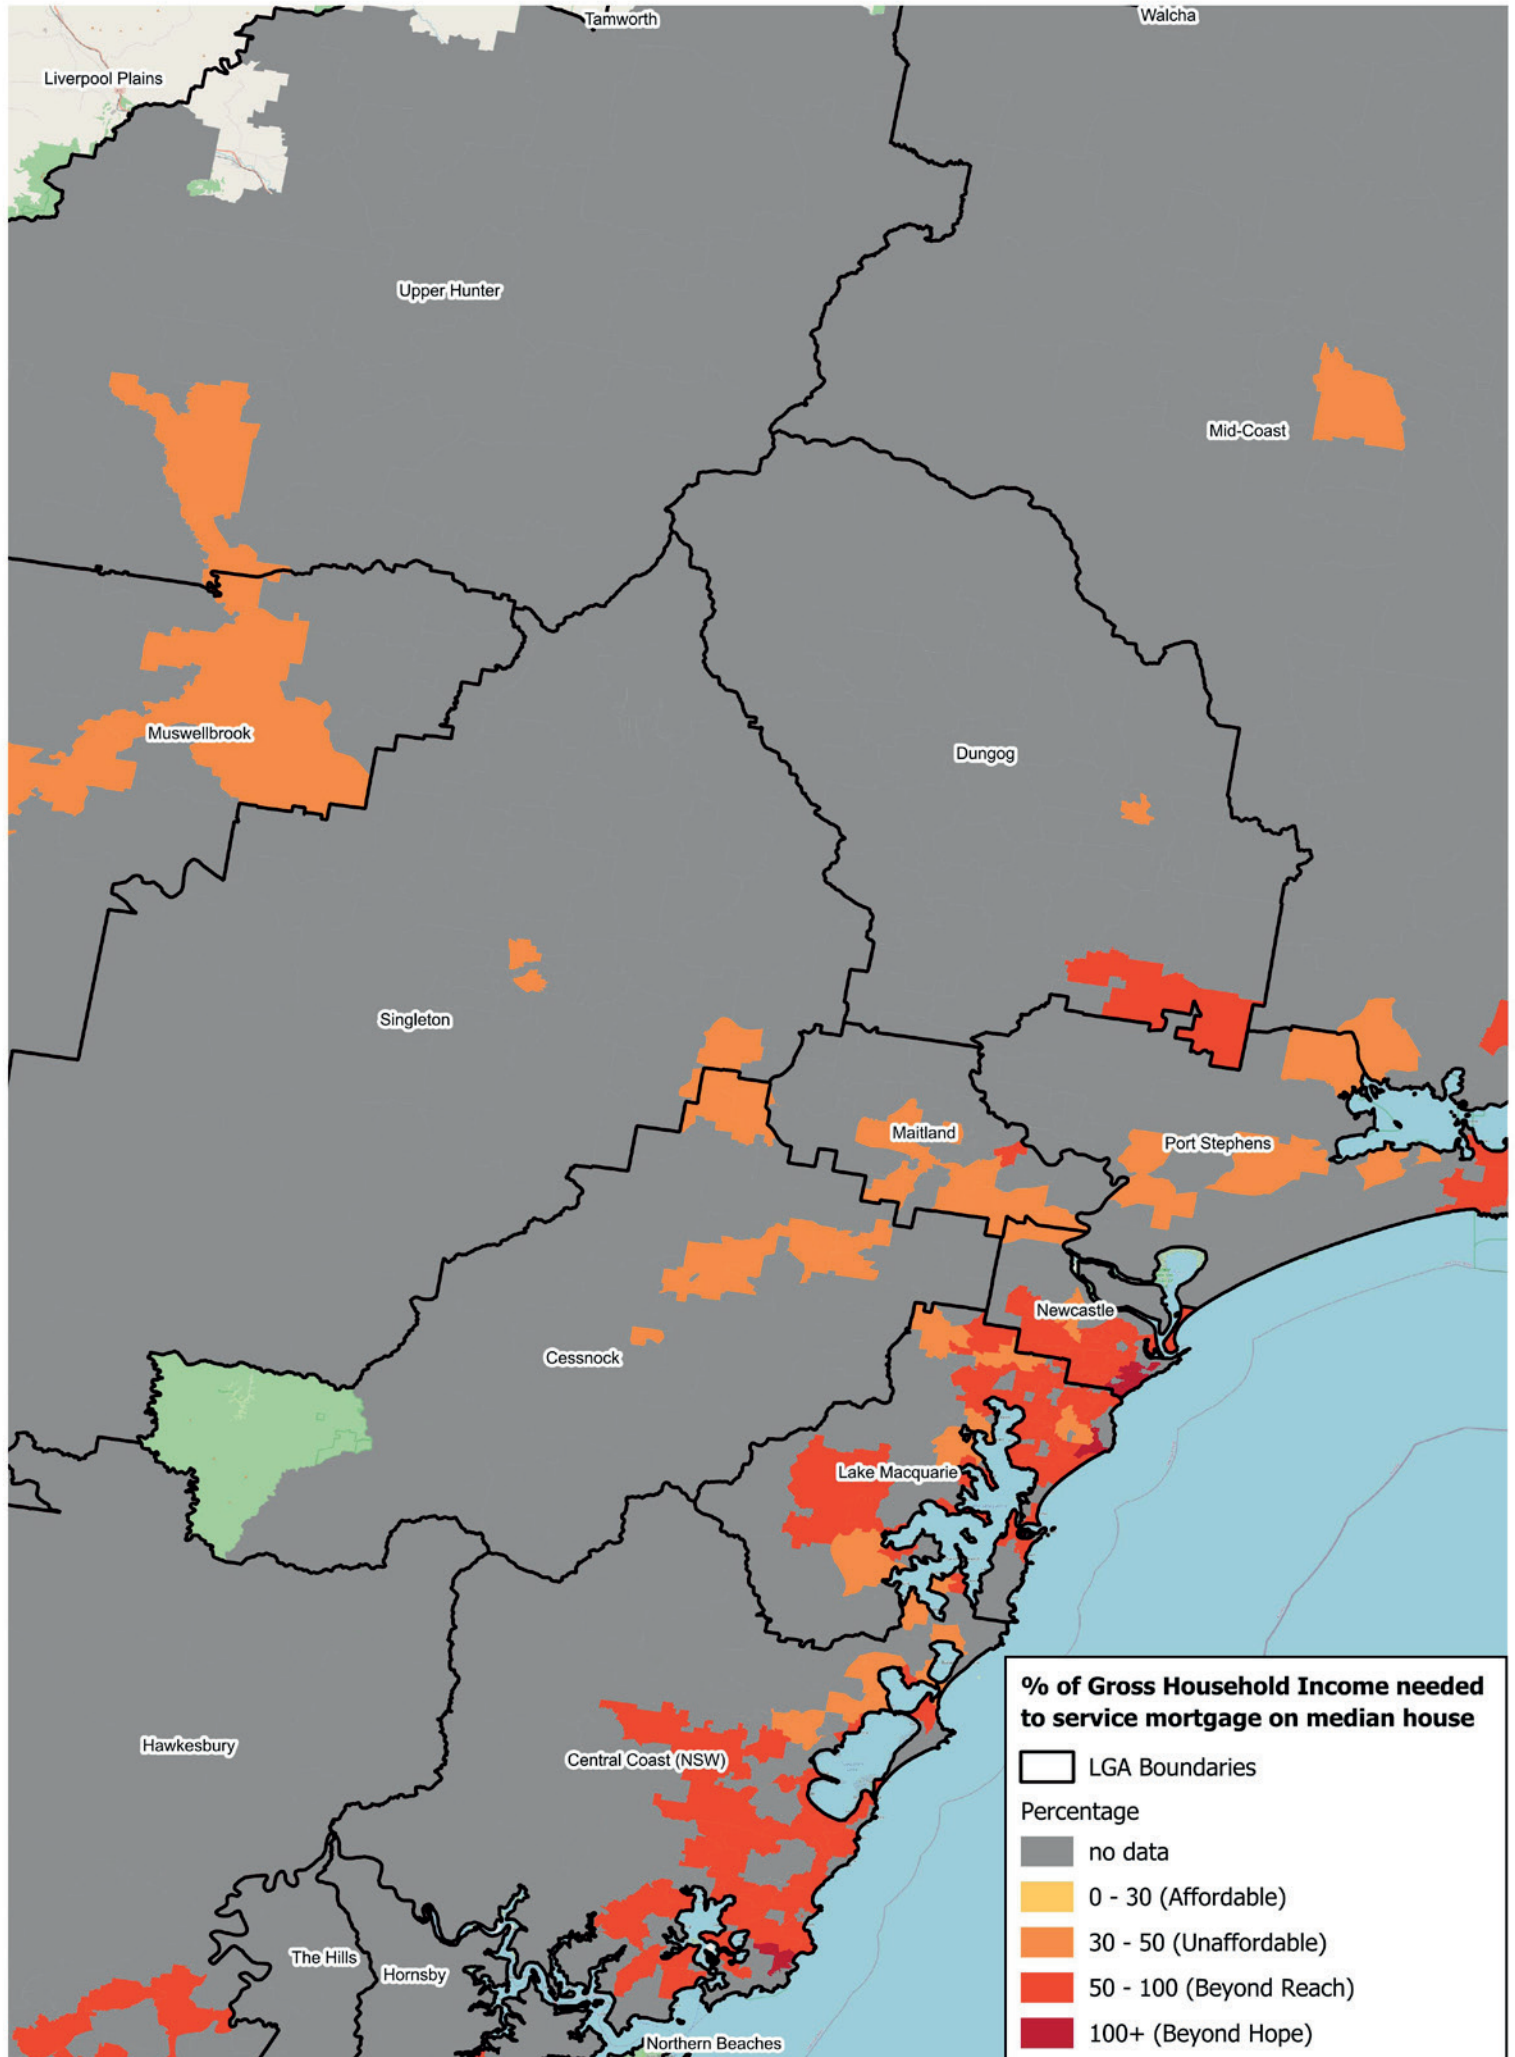 Tamworth
Walcha
Liverpool Plains
Upper Hunter
Mid-Coast
Muswellbrook
Dungog
Singleton
Maitland
Port Stephens
Newcastle
Cessnock
Lake Macquarie
Hawkesbury
Central Coast (NSW)
The Hills
Hornsby
Northern Beaches
% of Gross Household Income needed
to service mortgage on median house
LGA Boundaries
Percentage
no data
0 - 30 (Affordable)
30 - 50 (Unaffordable)
50 - 100 (Beyond Reach)
100+ (Beyond Hope)